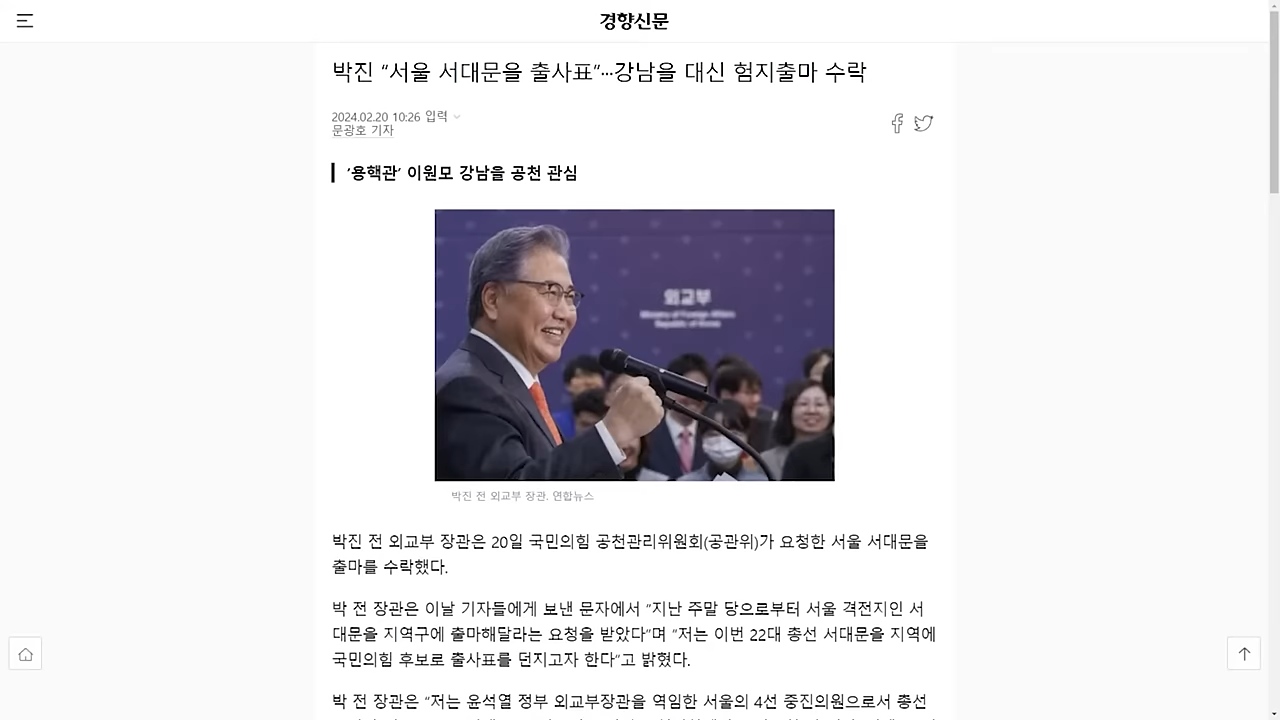 경향신문
박진 “서울 서대문을 출사표”…강남을 대신 험지출마 수락
2024.02.20 10:26 입력
문광호 기자
‘용핵관’ 이원모 강남을 공천 관심
외교부
Ministry of Foreign Affairs
Republic of Korea
박진 전 외교부 장관. 연합뉴스
박진 전 외교부 장관은 20일 국민의힘 공천관리위원회(공관위)가 요청한 서울 서대문을
출마를 수락했다.
박 전 장관은 이날 기자들에게 보낸 문자에서 “지난 주말 당으로부터 서울 격전지인 서
대문을 지역구에 출마해달라는 요청을 받았다”며 “저는 이번 22대 총선 서대문을 지역에
국민의힘 후보로 출사표를 던지고자 한다”고 밝혔다.
박 전 장관은 “저는 윤석열 정부 외교부장관을 역임한 서울의 4선 중진의원으로서 총선